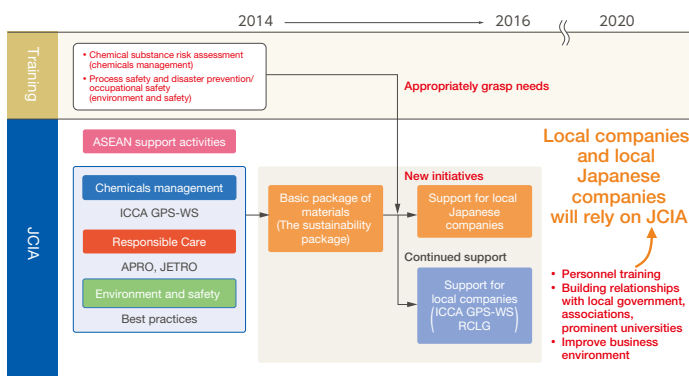 2014
2016
2020
Training
• Chemical substance risk assessment
(chemicals management)
• Process safety and disaster prevention/
occupational safety
(environment and safety)
Appropriately grasp needs
JCIA
ASEAN support activities
Chemicals management
ICCA GPS-WS
Responsible Care
APRO, JETRO
Environment and safety
Best practices
Basic package of
materials
(The sustainability
package)
New initiatives
Support for local
Japanese
companies
Continued support
Support for
local companies
(ICCA GPS-WS)
RCLG
Local companies
and local
Japanese
companies
will rely on JCIA
• Personnel training
• Building relationships
with local government,
associations,
prominent universities
• Improve business
environment